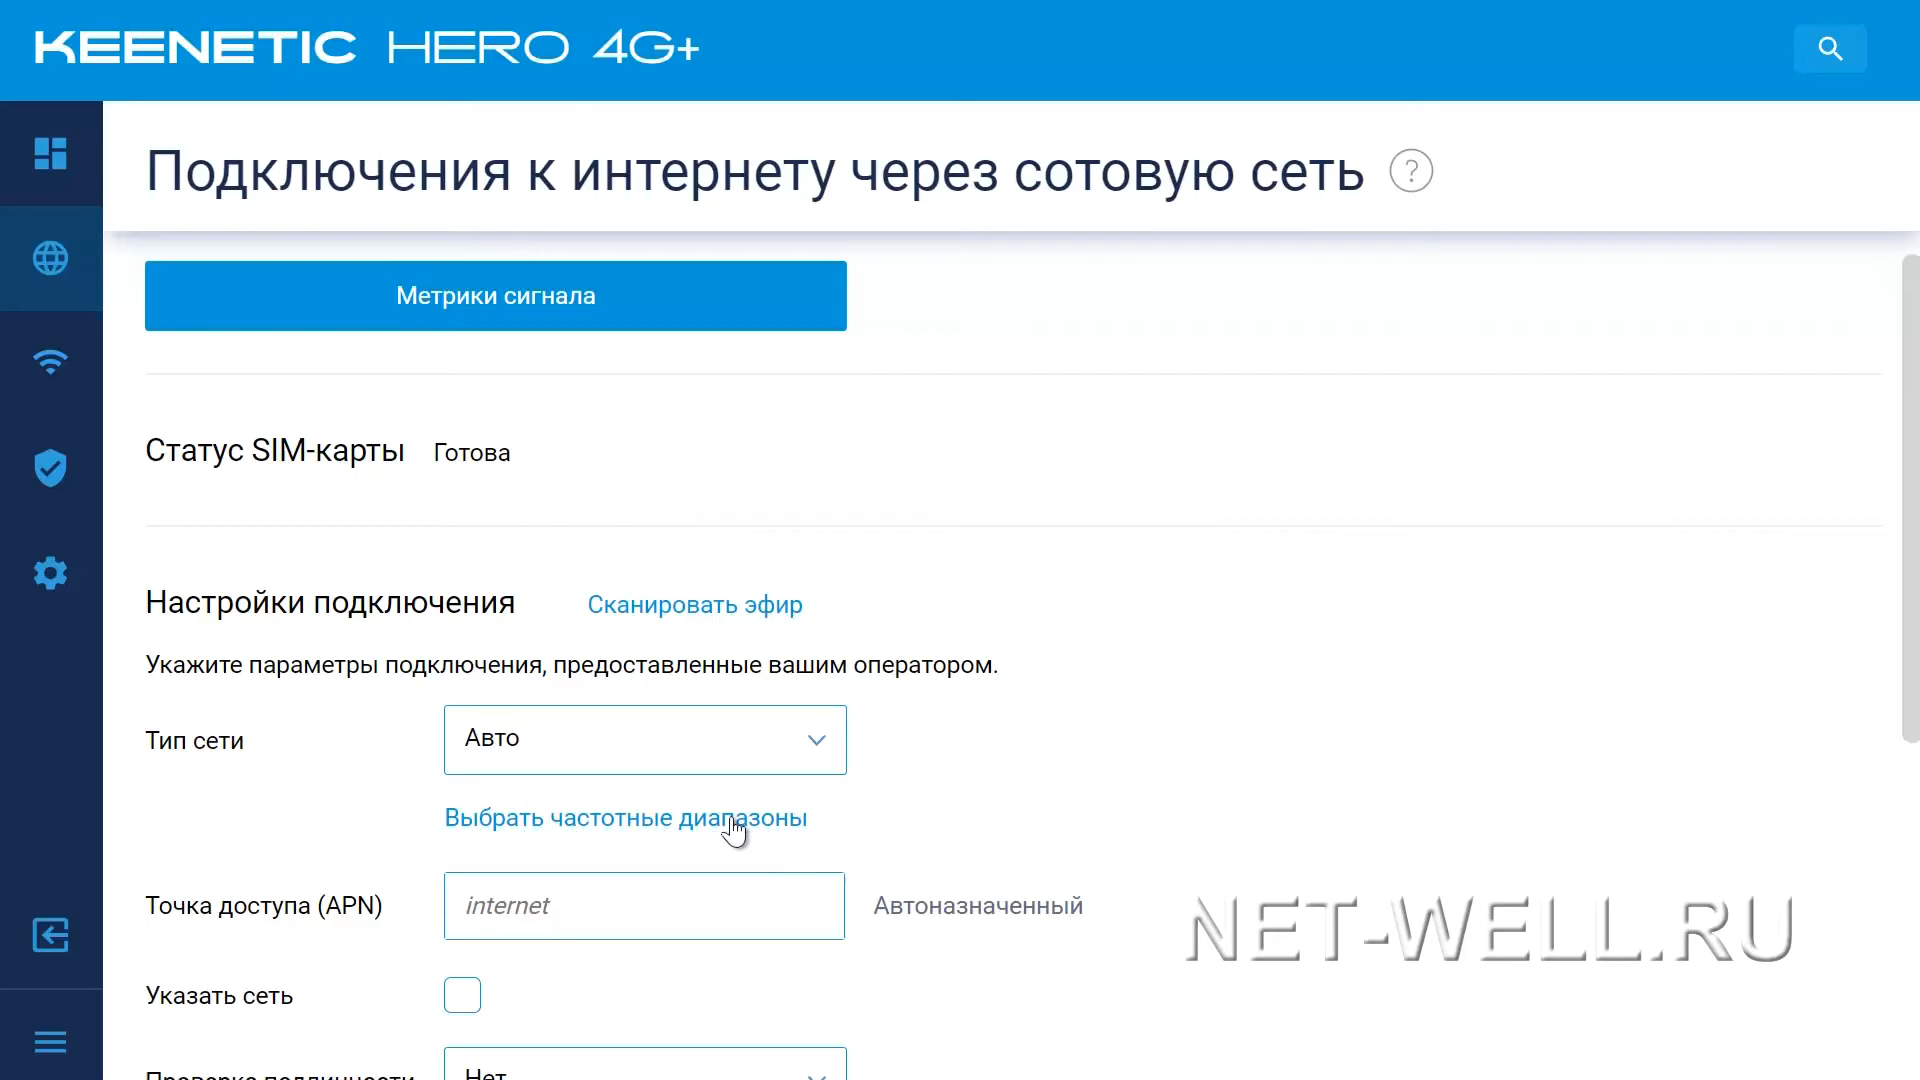 KEENETIC HERO 4G+
Подключения к интернету через сотовую сеть ?
Метрики сигнала
Статус SIM-карты Готова
Настройки подключения Сканировать эфир
Укажите параметры подключения, предоставленные вашим оператором.
Тип сети Авто
Выбрать частотные диапазоны
Точка доступа (APN) internet Автоназначенный
NET-WELL.RU
Указать сеть
Проверка подлинности Нет